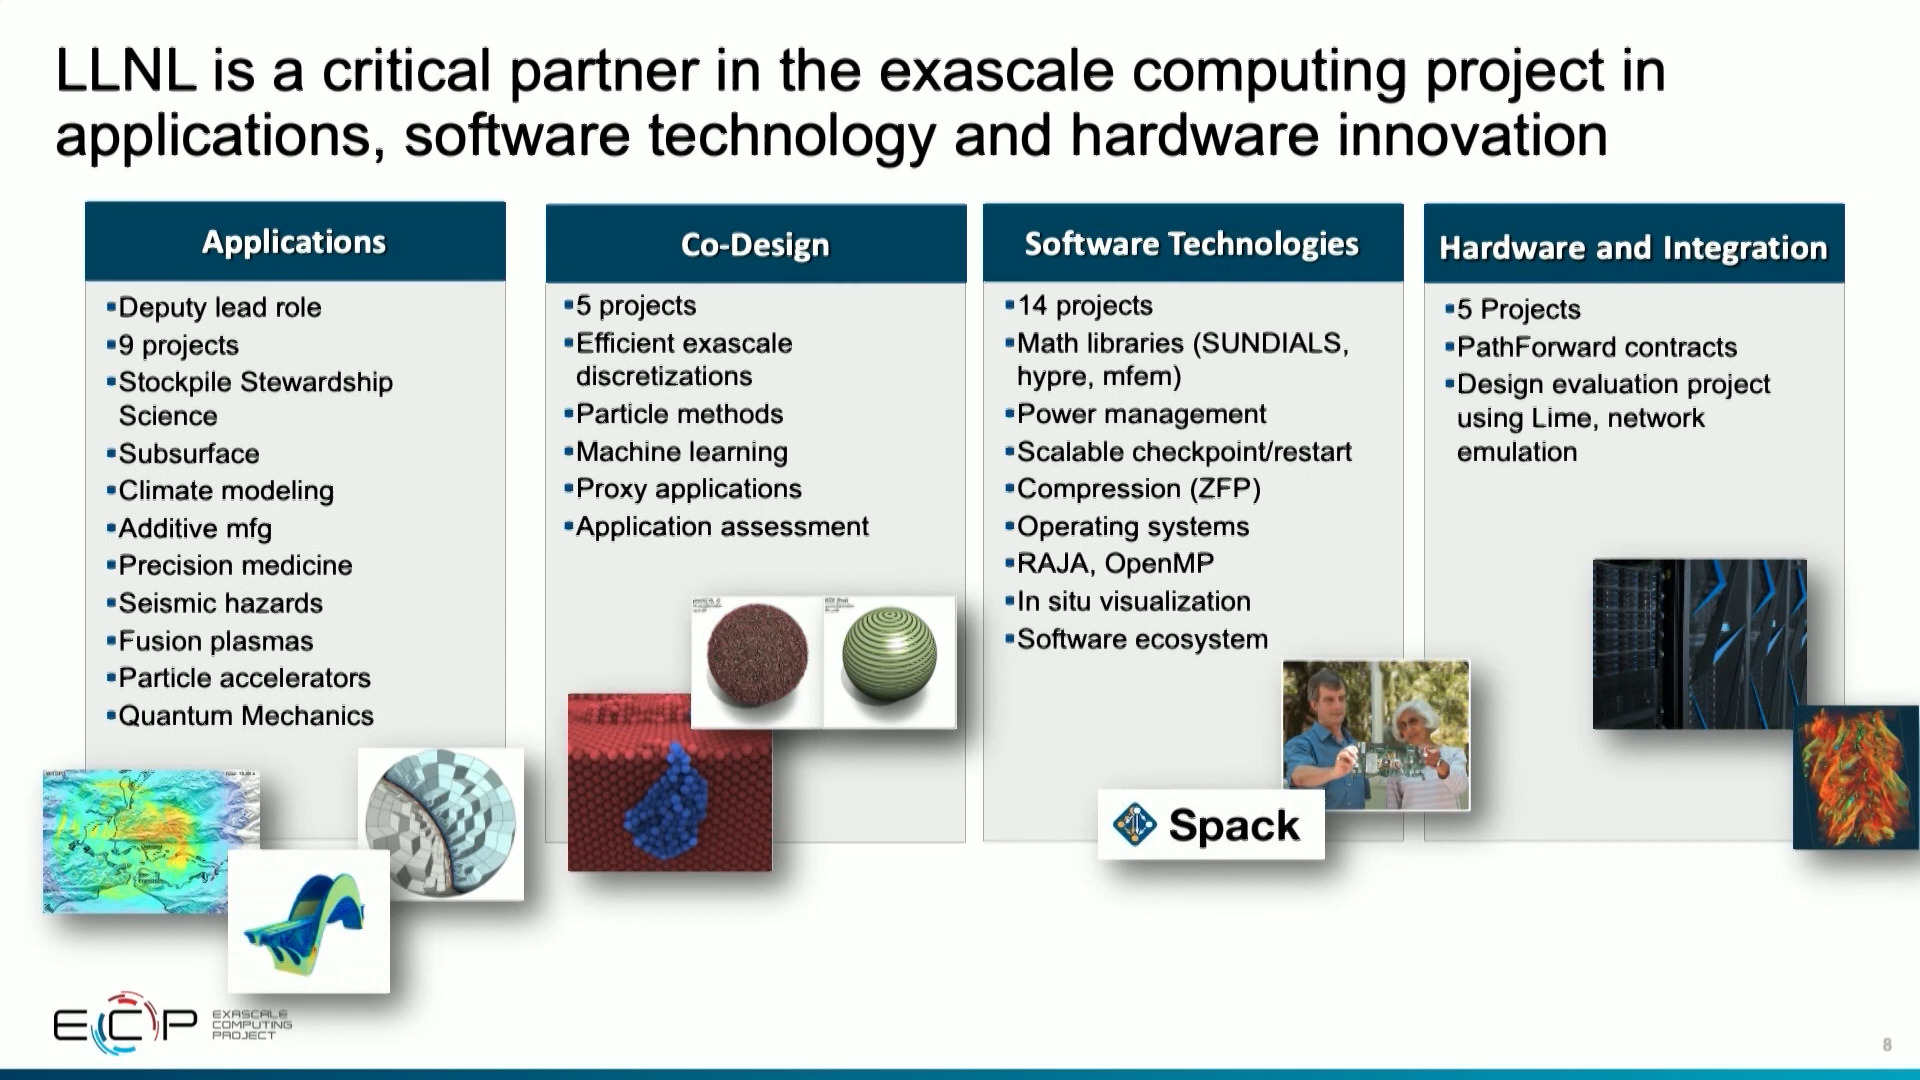 LLNL is a critical partner in the exascale computing project in
applications, software technology and hardware innovation
Applications
▪Deputy lead role
▪9 projects
▪Stockpile Stewardship
Science
▪Subsurface
▪Climate modeling
▪Additive mfg
▪Precision medicine
▪Seismic hazards
▪Fusion plasmas
▪Particle accelerators
▪Quantum Mechanics
Co-Design
▪5 projects
▪Efficient exascale
discretizations
▪Particle methods
▪Machine learning
▪Proxy applications
▪Application assessment
Software Technologies
▪14 projects
▪Math libraries (SUNDIALS,
hypre, mfem)
▪Power management
▪Scalable checkpoint/restart
▪Compression (ZFP)
▪Operating systems
▪RAJA, OpenMP
▪In situ visualization
▪Software ecosystem
Spack
Hardware and Integration
▪5 Projects
▪PathForward contracts
▪Design evaluation project
using Lime, network
emulation
ECP
EXASCALE
COMPUTING
PROJECT
8